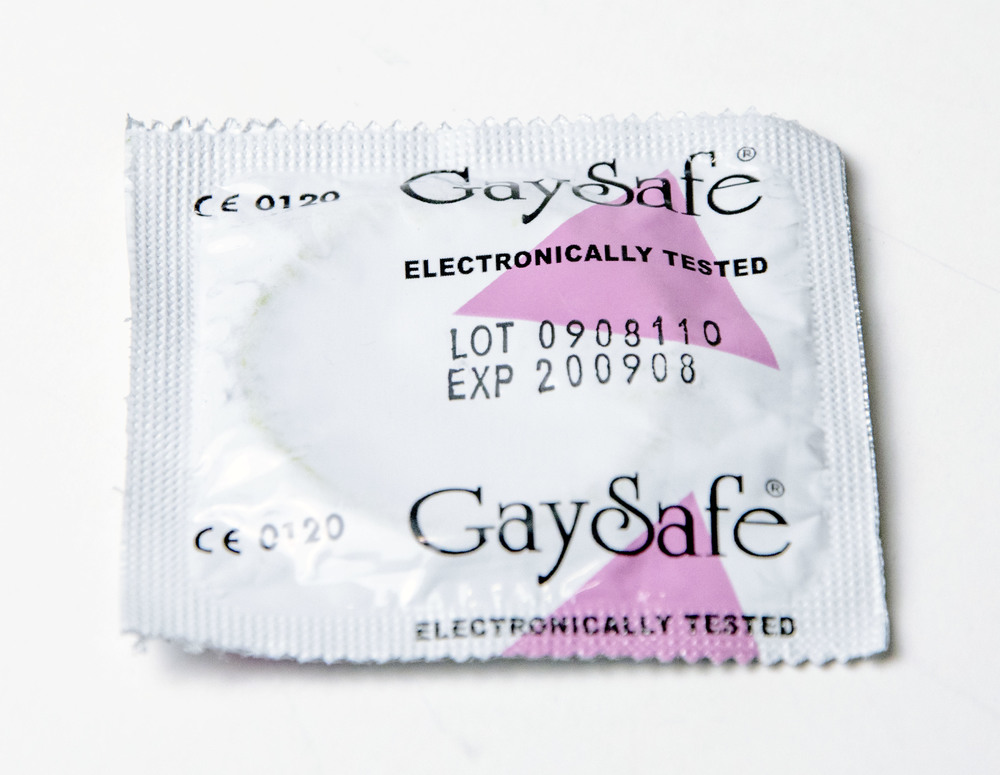 CE 0120 GaySafe®
ELECTRONICALLY TESTED
LOT 0908110
EXP 200908
CE 0120 GaySafe®
ELECTRONICALLY TESTED